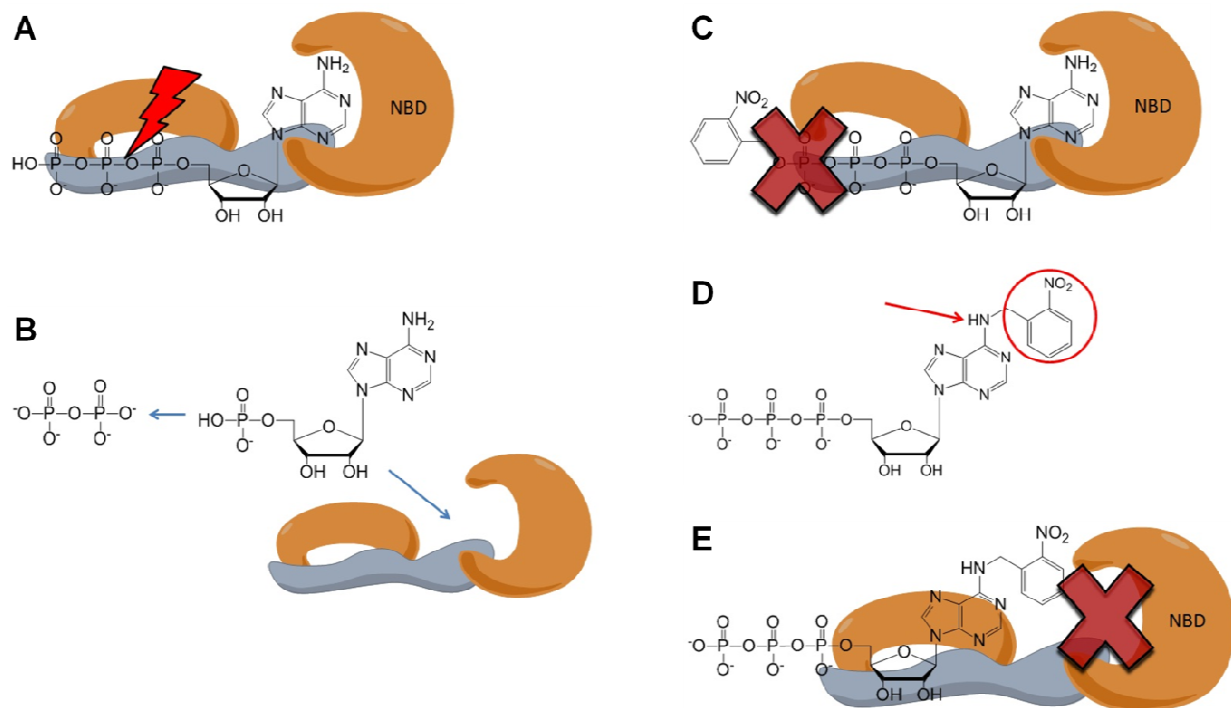 A
NH₂
N N NBD
N N
O O O
HO-P-O-P-O-P-O O
O⁻ O⁻ O⁻
OH OH
B
NH₂
N N
N N
O O O
⁻O-P-O-P-O⁻ HO-P-O O
O⁻ O⁻ O⁻
OH OH
C
NH₂
NO₂ N N NBD
N N
O O O
O-P-O-P-O-P-O O
O⁻ O⁻ O⁻
OH OH
D
NO₂
HN
N N
N N
O O O
⁻O-P-O-P-O-P-O O
O⁻ O⁻ O⁻
OH OH
E
NO₂
HN
N N NBD
N N
O O O
⁻O-P-O-P-O-P-O O
O⁻ O⁻ O⁻
OH OH